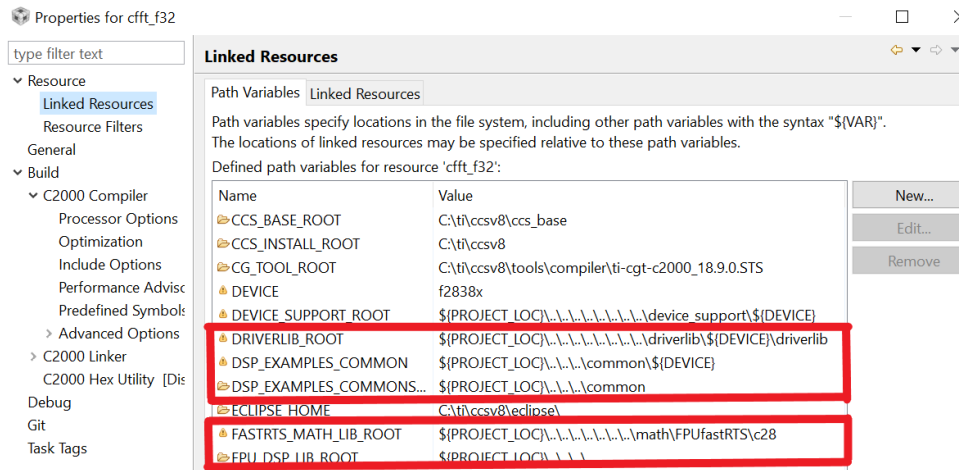 Properties for cfft_f32
type filter text
Resource
Linked Resources
Resource Filters
General
Build
C2000 Compiler
Processor Options
Optimization
Include Options
Performance Advisc
Predefined Symbols
Advanced Options
C2000 Linker
C2000 Hex Utility [Dis
Debug
Git
Task Tags
Linked Resources
Path Variables Linked Resources
Path variables specify locations in the file system, including other path variables with the syntax "${VAR}".
The locations of linked resources may be specified relative to these path variables.
Defined path variables for resource 'cfft_f32':
Name Value
CCS_BASE_ROOT C:\ti\ccsv8\ccs_base
CCS_INSTALL_ROOT C:\ti\ccsv8
CG_TOOL_ROOT C:\ti\ccsv8\tools\compiler\ti-cgt-c2000_18.9.0.STS
DEVICE f2838x
DEVICE_SUPPORT_ROOT ${PROJECT_LOC}\..\..\..\..\..\..\..\..\device_support\${DEVICE}
DRIVERLIB_ROOT ${PROJECT_LOC}\..\..\..\..\..\..\..\..\driverlib\${DEVICE}\driverlib
DSP_EXAMPLES_COMMON ${PROJECT_LOC}\..\..\..\common\${DEVICE}
DSP_EXAMPLES_COMMONS... ${PROJECT_LOC}\..\..\..\common
ECLIPSE_HOME C:\ti\ccsv8\eclipse\
FASTRTS_MATH_LIB_ROOT ${PROJECT_LOC}\..\..\..\..\..\..\..\math\FPUfastRTS\c28
FPU_DSP_LIB_ROOT ${PROJECT_LOC}\..\..\..\..\
New...
Edit...
Remove